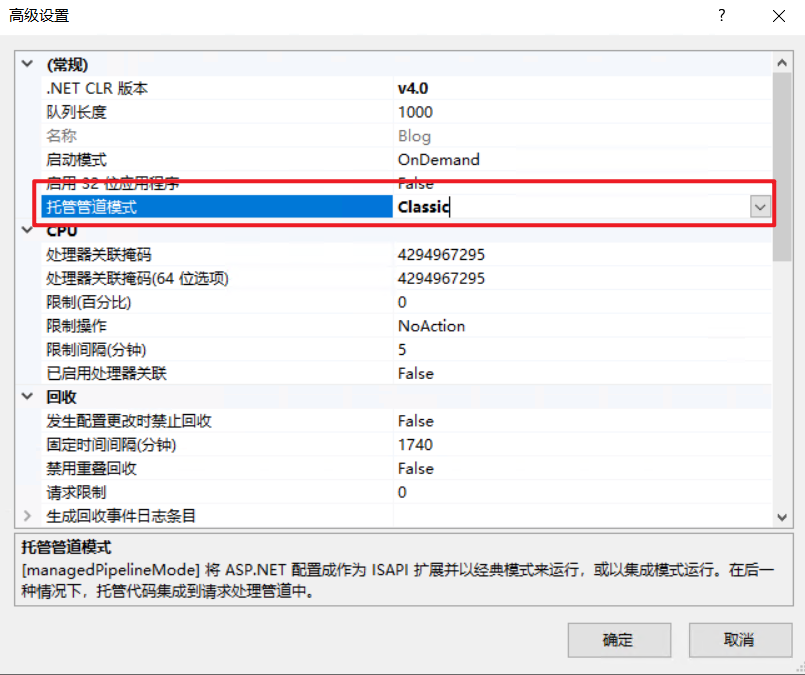 高级设置
(常规)
.NET CLR 版本 v4.0
队列长度 1000
名称 Blog
启动模式 OnDemand
启用 32 位应用程序 False
托管管道模式 Classic
CPU
处理器关联掩码 4294967295
处理器关联掩码(64 位选项) 4294967295
限制(百分比) 0
限制操作 NoAction
限制间隔(分钟) 5
已启用处理器关联 False
回收
发生配置更改时禁止回收 False
固定时间间隔(分钟) 1740
禁用重叠回收 False
请求限制 0
生成回收事件日志条目
托管管道模式
[managedPipelineMode] 将 ASP.NET 配置成作为 ISAPI 扩展并以经典模式来运行，或以集成模式运行。在后一
种情况下，托管代码集成到请求处理管道中。
确定 取消